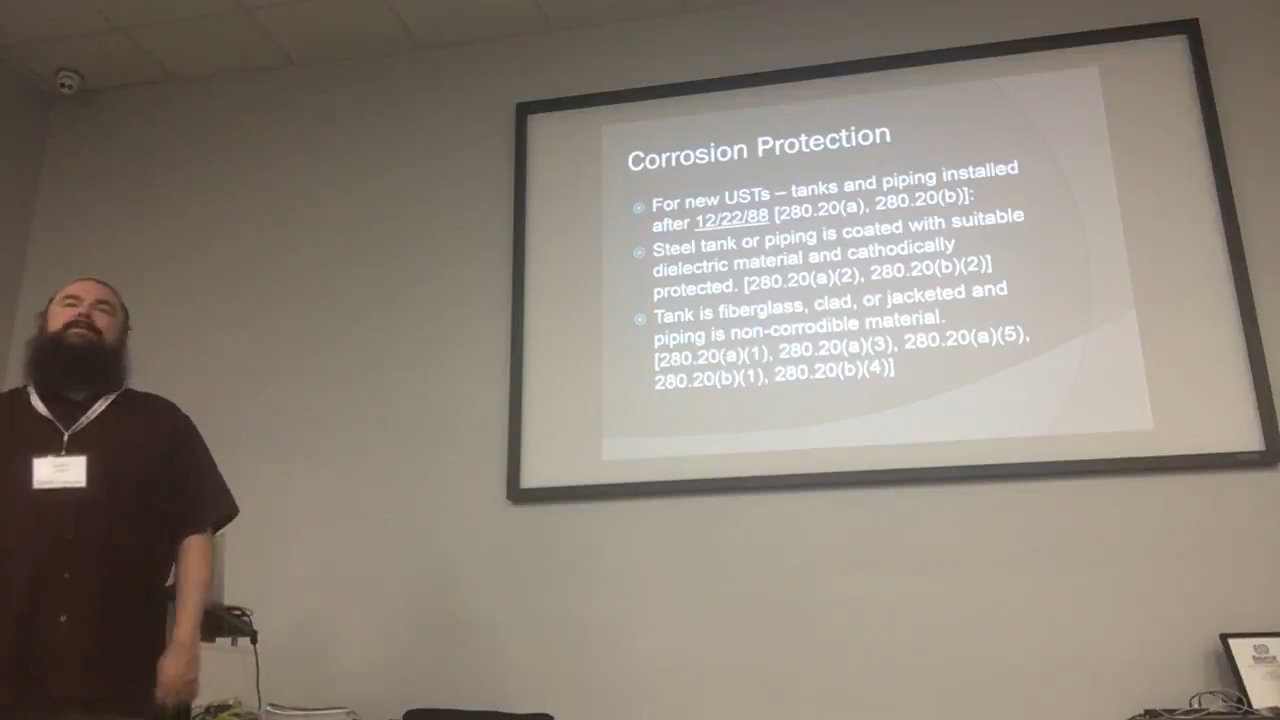 Corrosion Protection
For new USTs – tanks and piping installed
after 12/22/88 [280.20(a), 280.20(b)]:
Steel tank or piping is coated with suitable
dielectric material and cathodically
protected. [280.20(a)(2), 280.20(b)(2)]
Tank is fiberglass, clad, or jacketed and
piping is non-corrodible material.
[280.20(a)(1), 280.20(a)(3), 280.20(a)(5),
280.20(b)(1), 280.20(b)(4)]